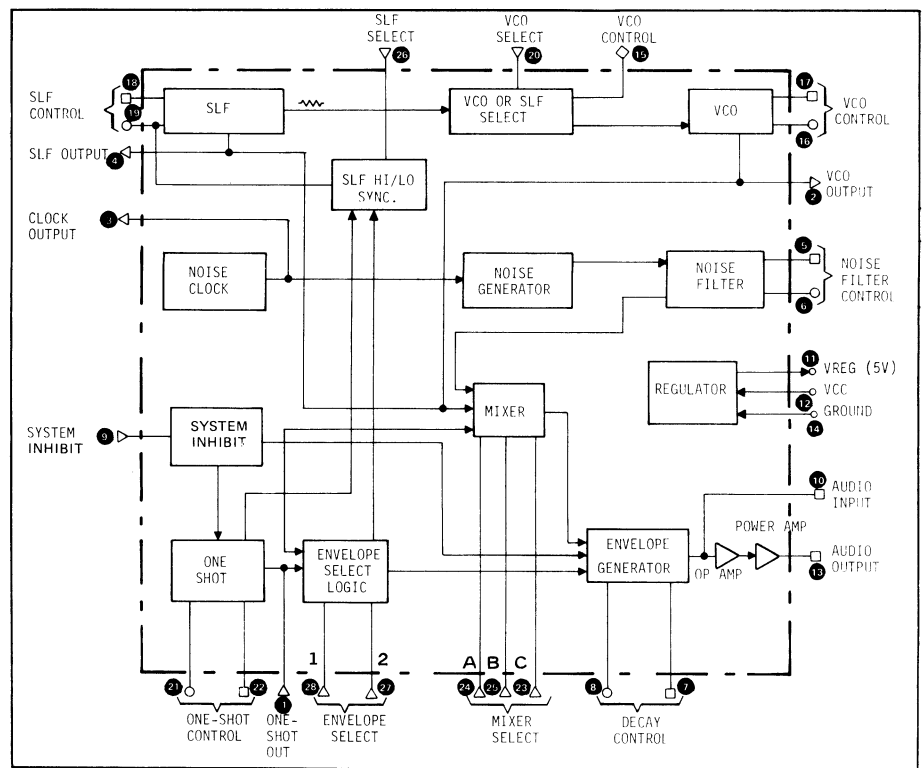 SLF
SELECT
26
VCO
SELECT
20
VCO
CONTROL
15
SLF
CONTROL
18
19
SLF
VCO OR SLF
SELECT
VCO
17
16
VCO
CONTROL
SLF OUTPUT
4
SLF HI/LO
SYNC.
VCO
OUTPUT
2
CLOCK
OUTPUT
3
NOISE
CLOCK
NOISE
GENERATOR
NOISE
FILTER
5
6
NOISE
FILTER
CONTROL
REGULATOR
11
VREG (5V)
VCC
12
GROUND
14
MIXER
SYSTEM
INHIBIT
9
SYSTEM
INHIBIT
10
AUDIO
INPUT
ONE
SHOT
ENVELOPE
SELECT
LOGIC
ENVELOPE
GENERATOR
OP AMP
POWER AMP
AUDIO
OUTPUT
13
1
2
A B C
21
22
1
28
27
24
25
23
8
7
ONE-SHOT
CONTROL
ONE-
SHOT
OUT
ENVELOPE
SELECT
MIXER
SELECT
DECAY
CONTROL